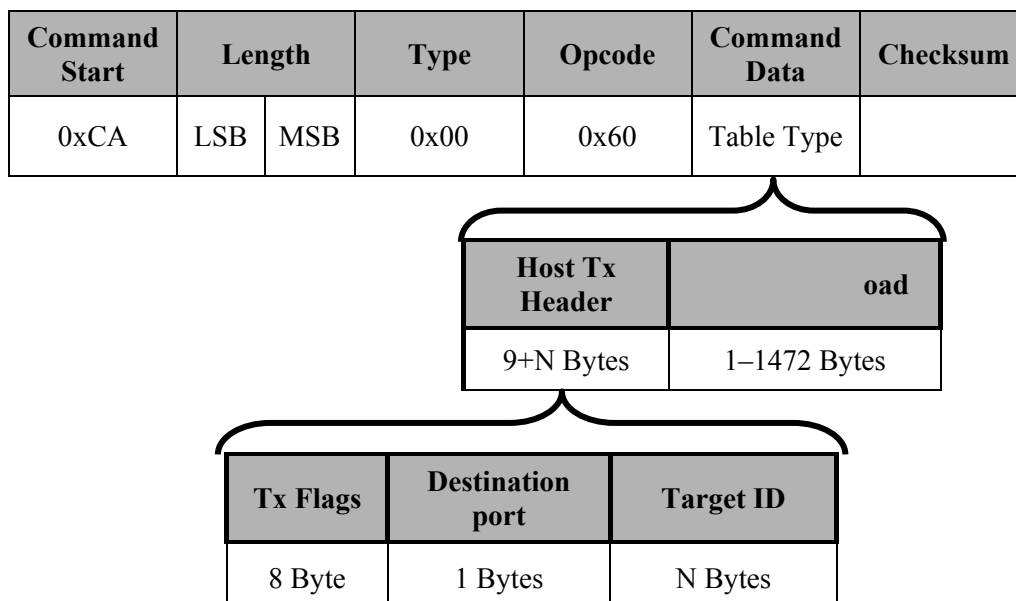 Command Start Length Type Opcode Command Data Checksum
0xCA LSB MSB 0x00 0x60 Table Type
Host Tx Header oad
9+N Bytes 1–1472 Bytes
Tx Flags Destination port Target ID
8 Byte 1 Bytes N Bytes